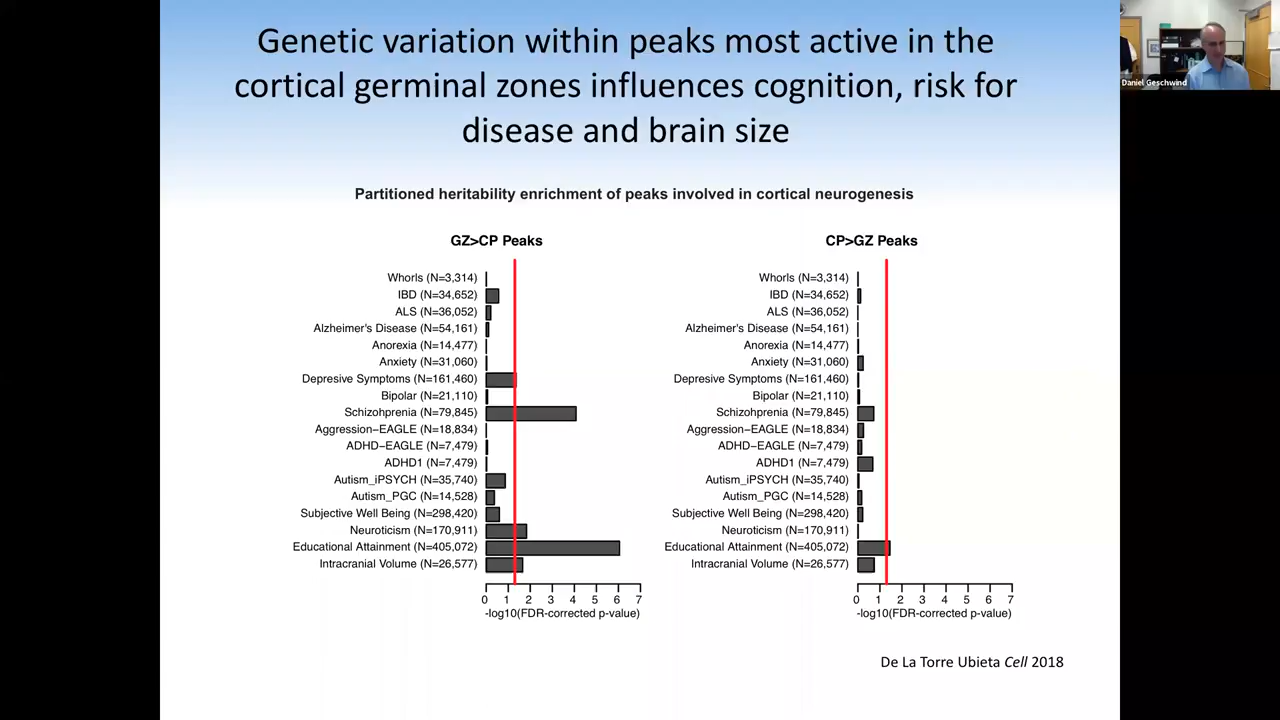 Genetic variation within peaks most active in the
cortical germinal zones influences cognition, risk for
disease and brain size
Daniel Geschwind
Partitioned heritability enrichment of peaks involved in cortical neurogenesis
GZ>CP Peaks
Whorls (N=3,314)
IBD (N=34,652)
ALS (N=36,052)
Alzheimer's Disease (N=54,161)
Anorexia (N=14,477)
Anxiety (N=31,060)
Depresive Symptoms (N=161,460)
Bipolar (N=21,110)
Schizohprenia (N=79,845)
Aggression−EAGLE (N=18,834)
ADHD−EAGLE (N=7,479)
ADHD1 (N=7,479)
Autism_iPSYCH (N=35,740)
Autism_PGC (N=14,528)
Subjective Well Being (N=298,420)
Neuroticism (N=170,911)
Educational Attainment (N=405,072)
Intracranial Volume (N=26,577)
0 1 2 3 4 5 6 7
-log10(FDR-corrected p-value)
CP>GZ Peaks
Whorls (N=3,314)
IBD (N=34,652)
ALS (N=36,052)
Alzheimer's Disease (N=54,161)
Anorexia (N=14,477)
Anxiety (N=31,060)
Depresive Symptoms (N=161,460)
Bipolar (N=21,110)
Schizohprenia (N=79,845)
Aggression−EAGLE (N=18,834)
ADHD−EAGLE (N=7,479)
ADHD1 (N=7,479)
Autism_iPSYCH (N=35,740)
Autism_PGC (N=14,528)
Subjective Well Being (N=298,420)
Neuroticism (N=170,911)
Educational Attainment (N=405,072)
Intracranial Volume (N=26,577)
0 1 2 3 4 5 6 7
-log10(FDR-corrected p-value)
De La Torre Ubieta Cell 2018